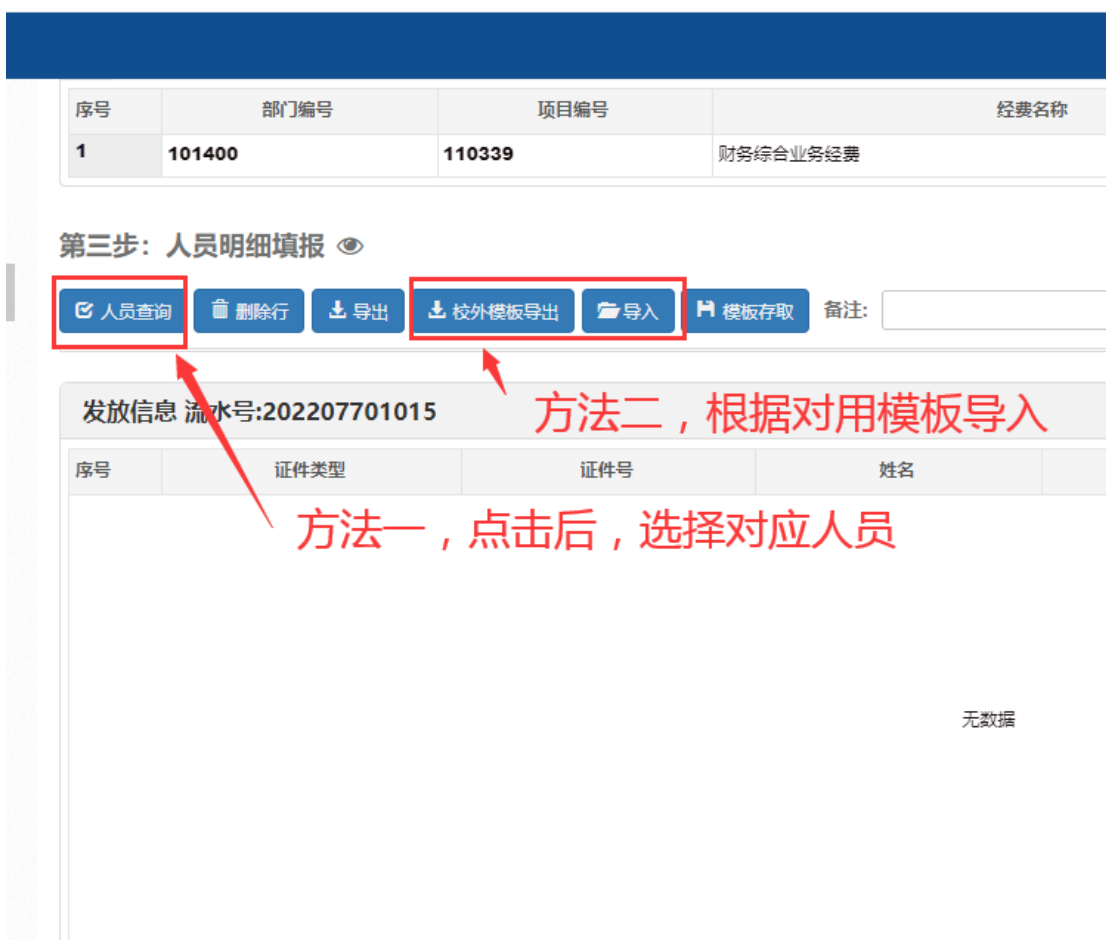 序号 部门编号 项目编号 经费名称
1 101400 110339 财务综合业务经费
第三步：人员明细填报
人员查询 删除行 导出 校外模板导出 导入 模板存取 备注:
发放信息 流水号:202207701015
方法二，根据对用模板导入
序号 证件类型 证件号 姓名
方法一，点击后，选择对应人员
无数据